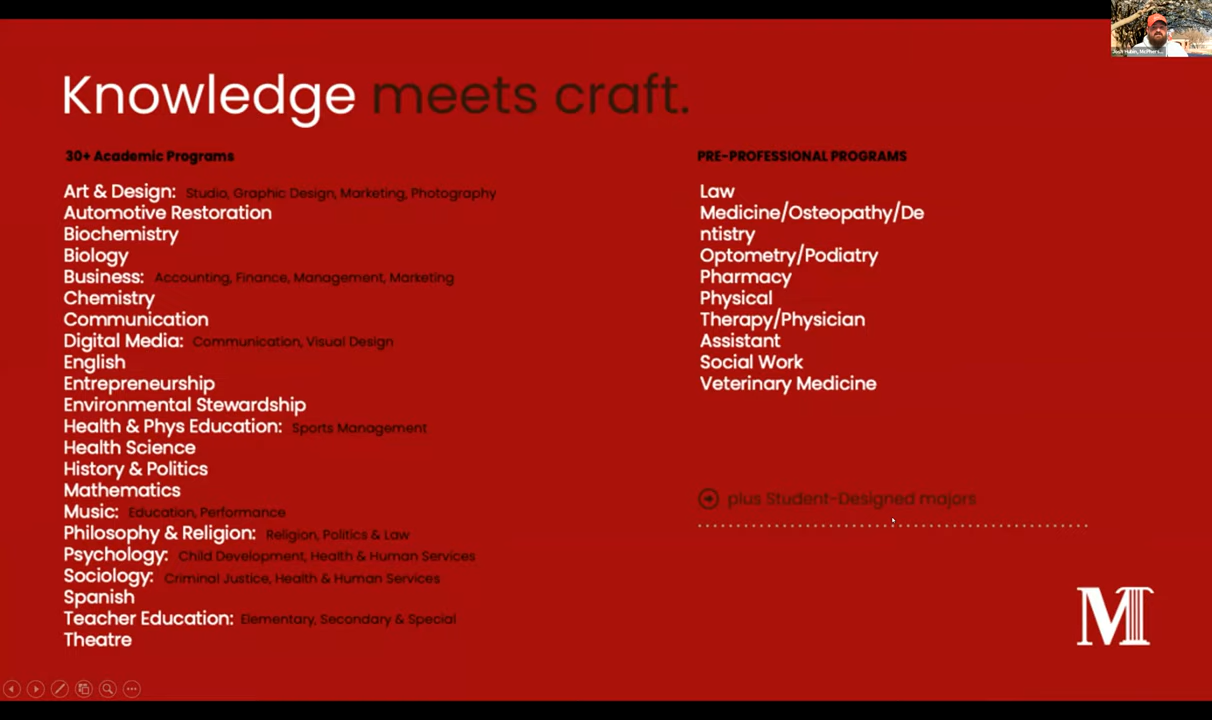 Knowledge meets craft.
30+ Academic Programs
Art & Design: Studio, Graphic Design, Marketing, Photography
Automotive Restoration
Biochemistry
Biology
Business: Accounting, Finance, Management, Marketing
Chemistry
Communication
Digital Media: Communication, Visual Design
English
Entrepreneurship
Environmental Stewardship
Health & Phys Education: Sports Management
Health Science
History & Politics
Mathematics
Music: Education, Performance
Philosophy & Religion: Religion, Politics & Law
Psychology: Child Development, Health & Human Services
Sociology: Criminal Justice, Health & Human Services
Spanish
Teacher Education: Elementary, Secondary & Special
Theatre
PRE-PROFESSIONAL PROGRAMS
Law
Medicine/Osteopathy/De
ntistry
Optometry/Podiatry
Pharmacy
Physical
Therapy/Physician
Assistant
Social Work
Veterinary Medicine
plus Student-Designed majors
M